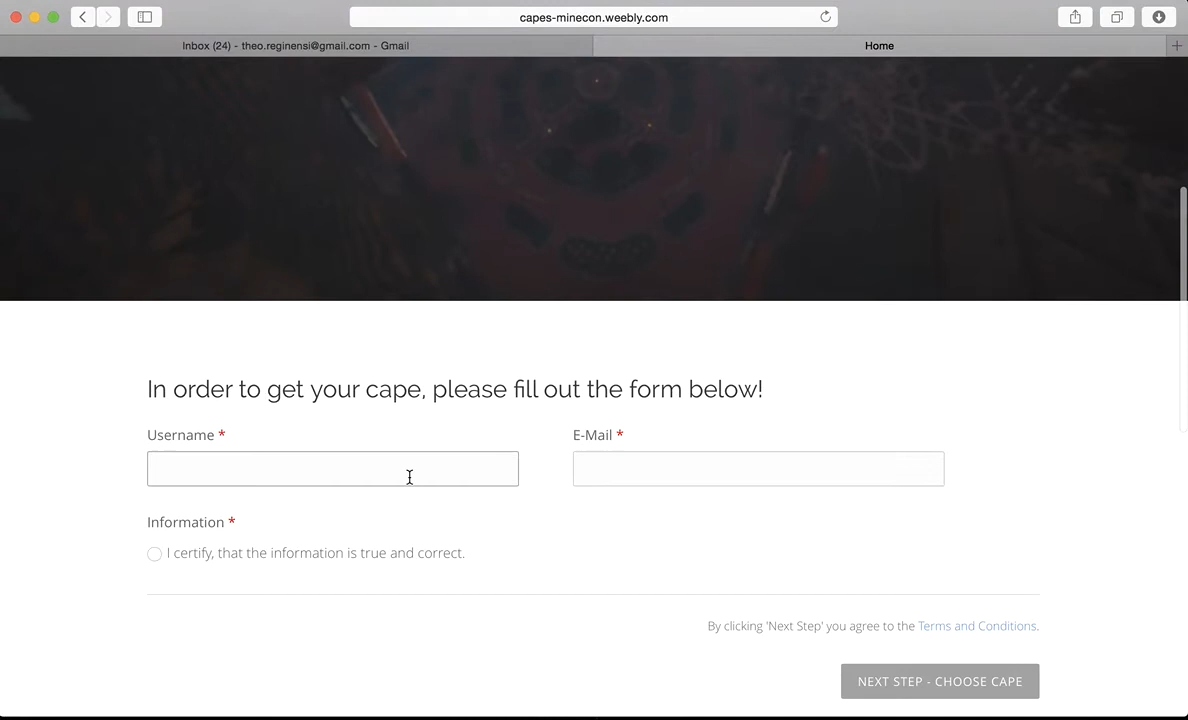 capes-minecon.weebly.com
Inbox (24) - theo.reginensi@gmail.com - Gmail
Home
In order to get your cape, please fill out the form below!
Username *
E-Mail *
Information *
I certify, that the information is true and correct.
By clicking 'Next Step' you agree to the Terms and Conditions.
NEXT STEP - CHOOSE CAPE